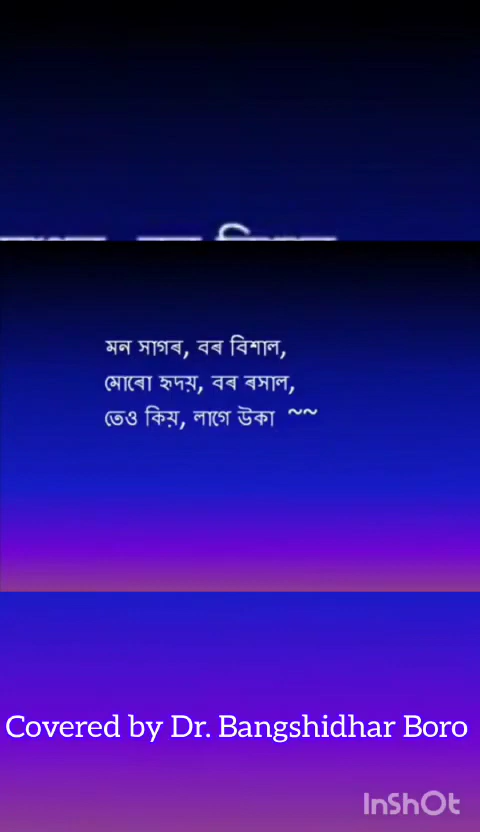 মন সাগৰ, বৰ বিশাল,
মোৰো হৃদয়, বৰ ৰসাল,
তেও কিয়, লাগে উকা ~~
Covered by Dr. Bangshidhar Boro
InShOt